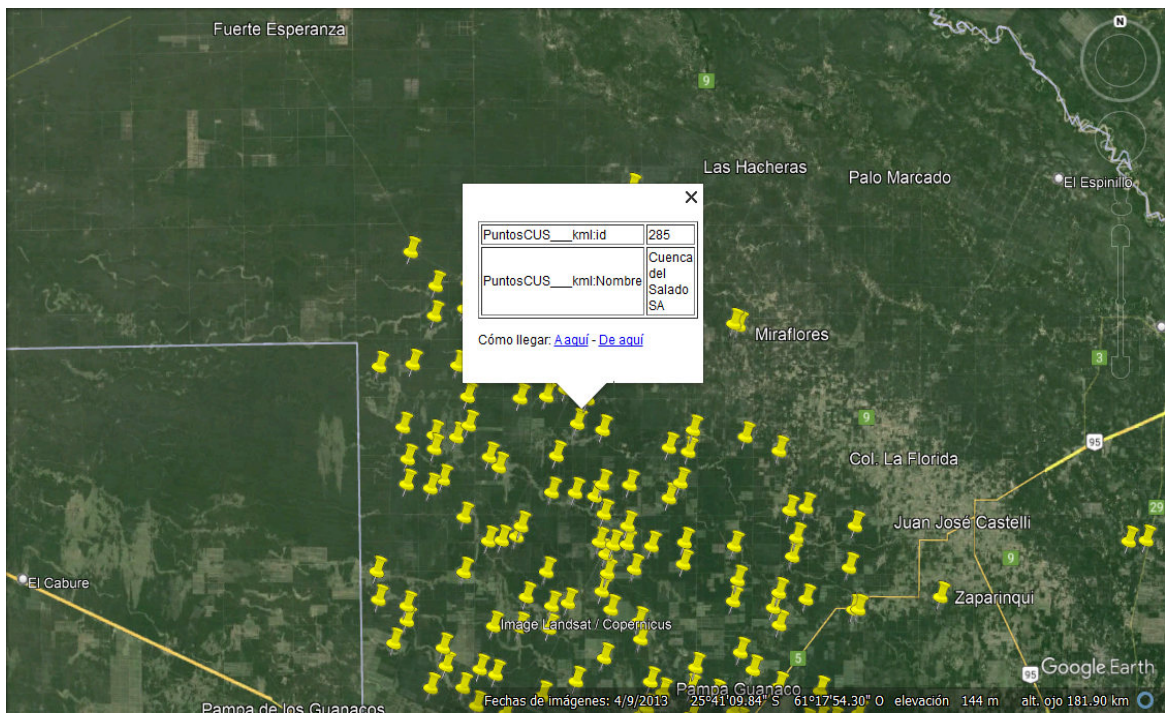 Fuerte Esperanza
N
9
Las Hacheras
Palo Marcado
El Espinillo
PuntosCUS___kml:id 285
PuntosCUS___kml:Nombre
Cuenca
del
Salado
SA
Cómo llegar: A aquí - De aquí
Miraflores
3
9
95
Col. La Florida
29
Juan José Castelli
9
El Cabure
Zaparinqui
Image Landsat / Copernicus
5
95
Google Earth
Pampa Guanaco
Pampa de los Guanacos
Fechas de imágenes: 4/9/2013 25°41'09.84" S 61°17'54.30" O elevación 144 m alt. ojo 181.90 km